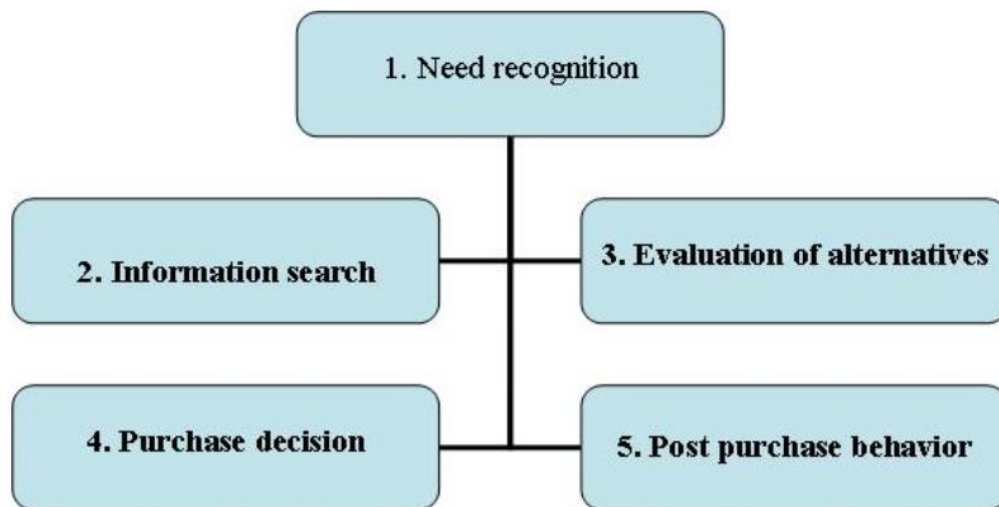 1. Need recognition
2. Information search
3. Evaluation of alternatives
4. Purchase decision
5. Post purchase behavior